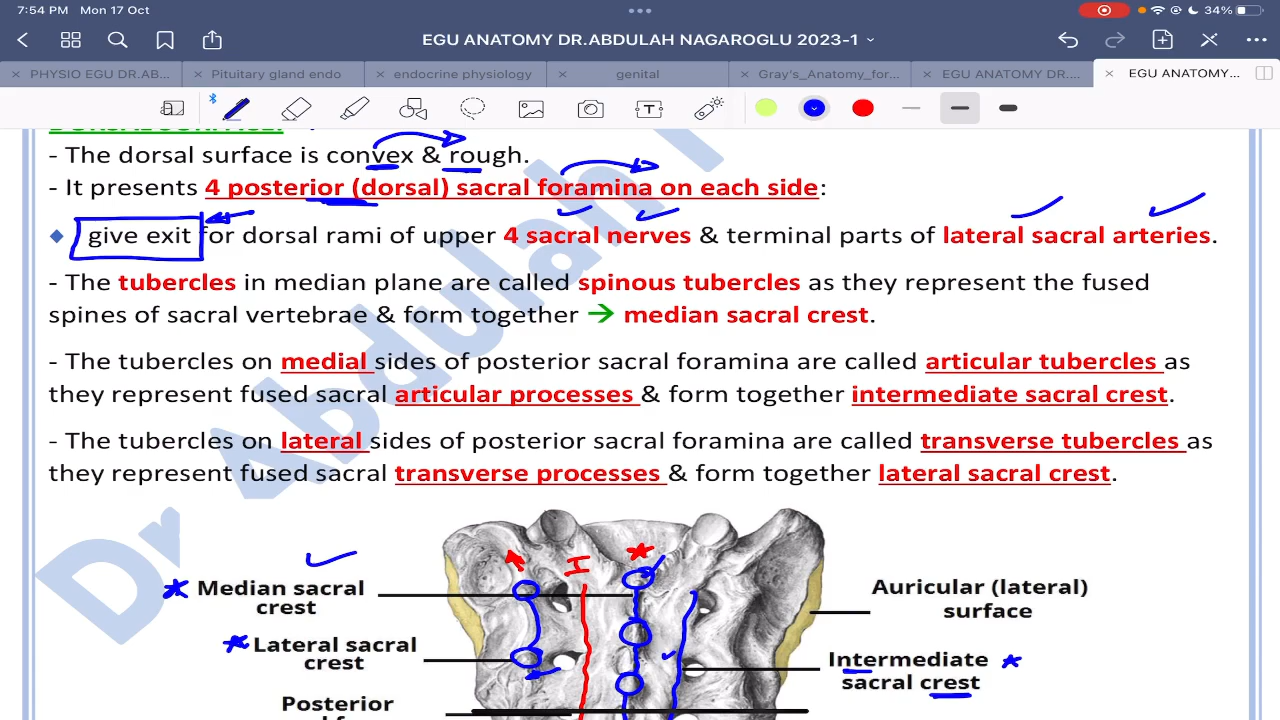 7:54 PM Mon 17 Oct
34%
EGU ANATOMY DR.ABDULAH NAGAROGLU 2023-1
PHYSIO EGU DR.AB...
Pituitary gland endo
endocrine physiology
genital
Gray's_Anatomy_for...
EGU ANATOMY DR....
EGU ANATOMY...
- The dorsal surface is convex & rough.
- It presents 4 posterior (dorsal) sacral foramina on each side:
give exit for dorsal rami of upper 4 sacral nerves & terminal parts of lateral sacral arteries.
- The tubercles in median plane are called spinous tubercles as they represent the fused
spines of sacral vertebrae & form together → median sacral crest.
- The tubercles on medial sides of posterior sacral foramina are called articular tubercles as
they represent fused sacral articular processes & form together intermediate sacral crest.
- The tubercles on lateral sides of posterior sacral foramina are called transverse tubercles as
they represent fused sacral transverse processes & form together lateral sacral crest.
Median sacral
crest
Auricular (lateral)
surface
Lateral sacral
crest
Intermediate
sacral crest
Posterior
Dr Abdulah